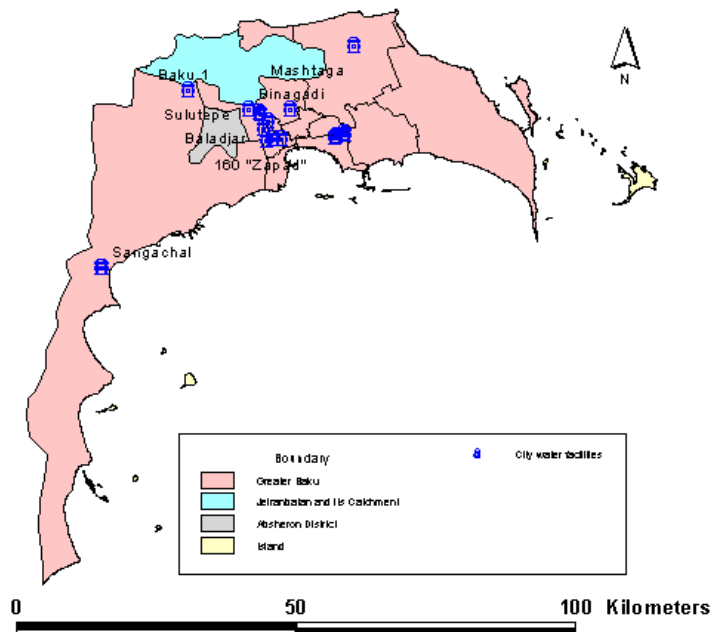 Mashtaga
Baku 1
Binagadi
N
Sulutepe
Baladjar
160 "Zapad"
Sangachal
Boundary
City water facilities
Greater Baku
Jeiranbatan and its Catchment
Absheron District
Island
0 50 100 Kilometers